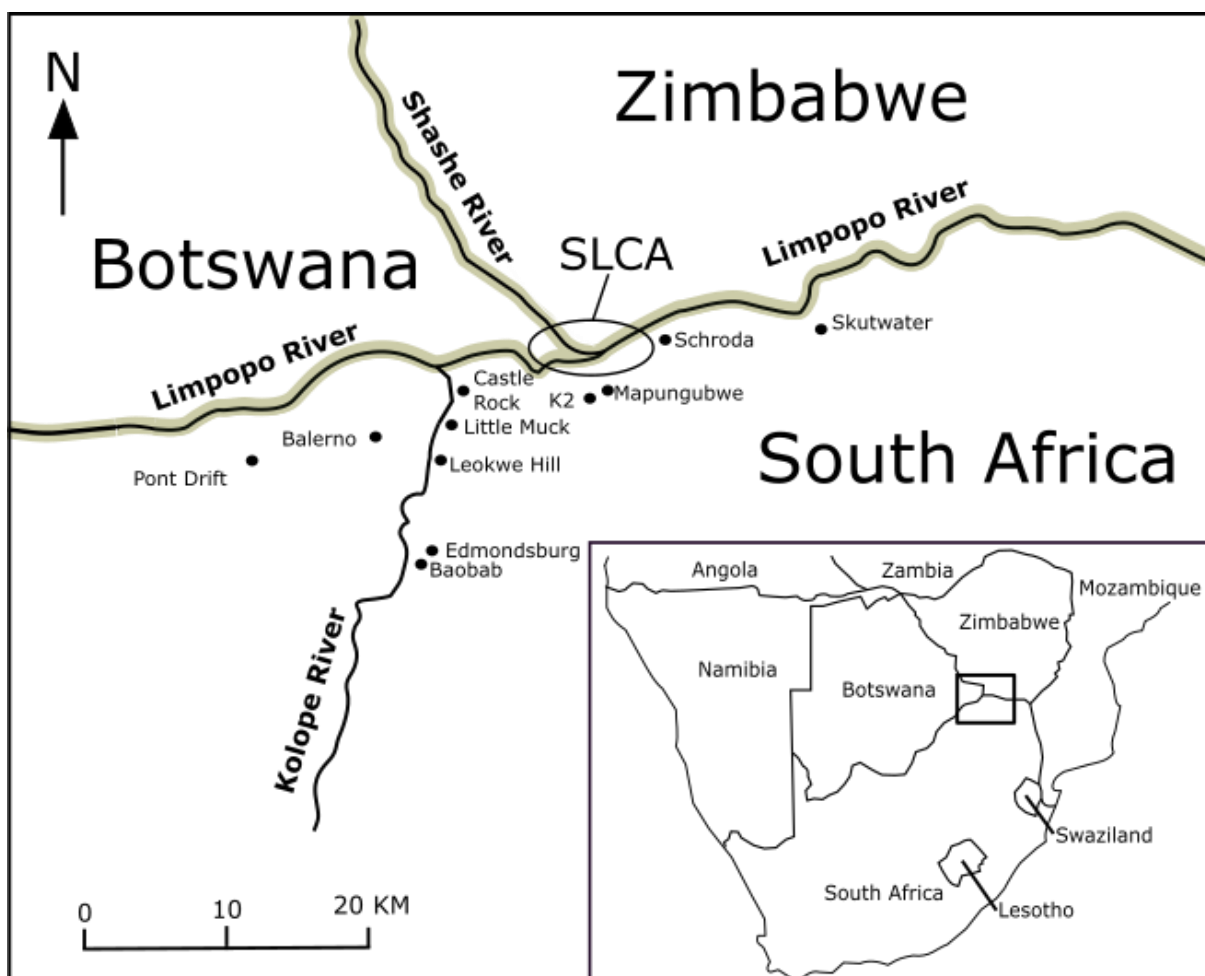 N
Zimbabwe
Shashe River
Limpopo River
Botswana
SLCA
Limpopo River
Schroda
Skutwater
Castle
Rock
K2
Mapungubwe
Little Muck
Balerno
Leokwe Hill
Pont Drift
South Africa
Edmondsburg
Baobab
Kolope River
0
10
20 KM
Angola
Zambia
Mozambique
Zimbabwe
Namibia
Botswana
Swaziland
South Africa
Lesotho